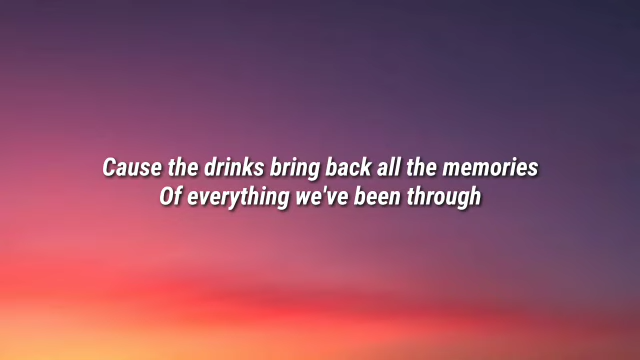 Cause the drinks bring back all the memories
Of everything we've been through